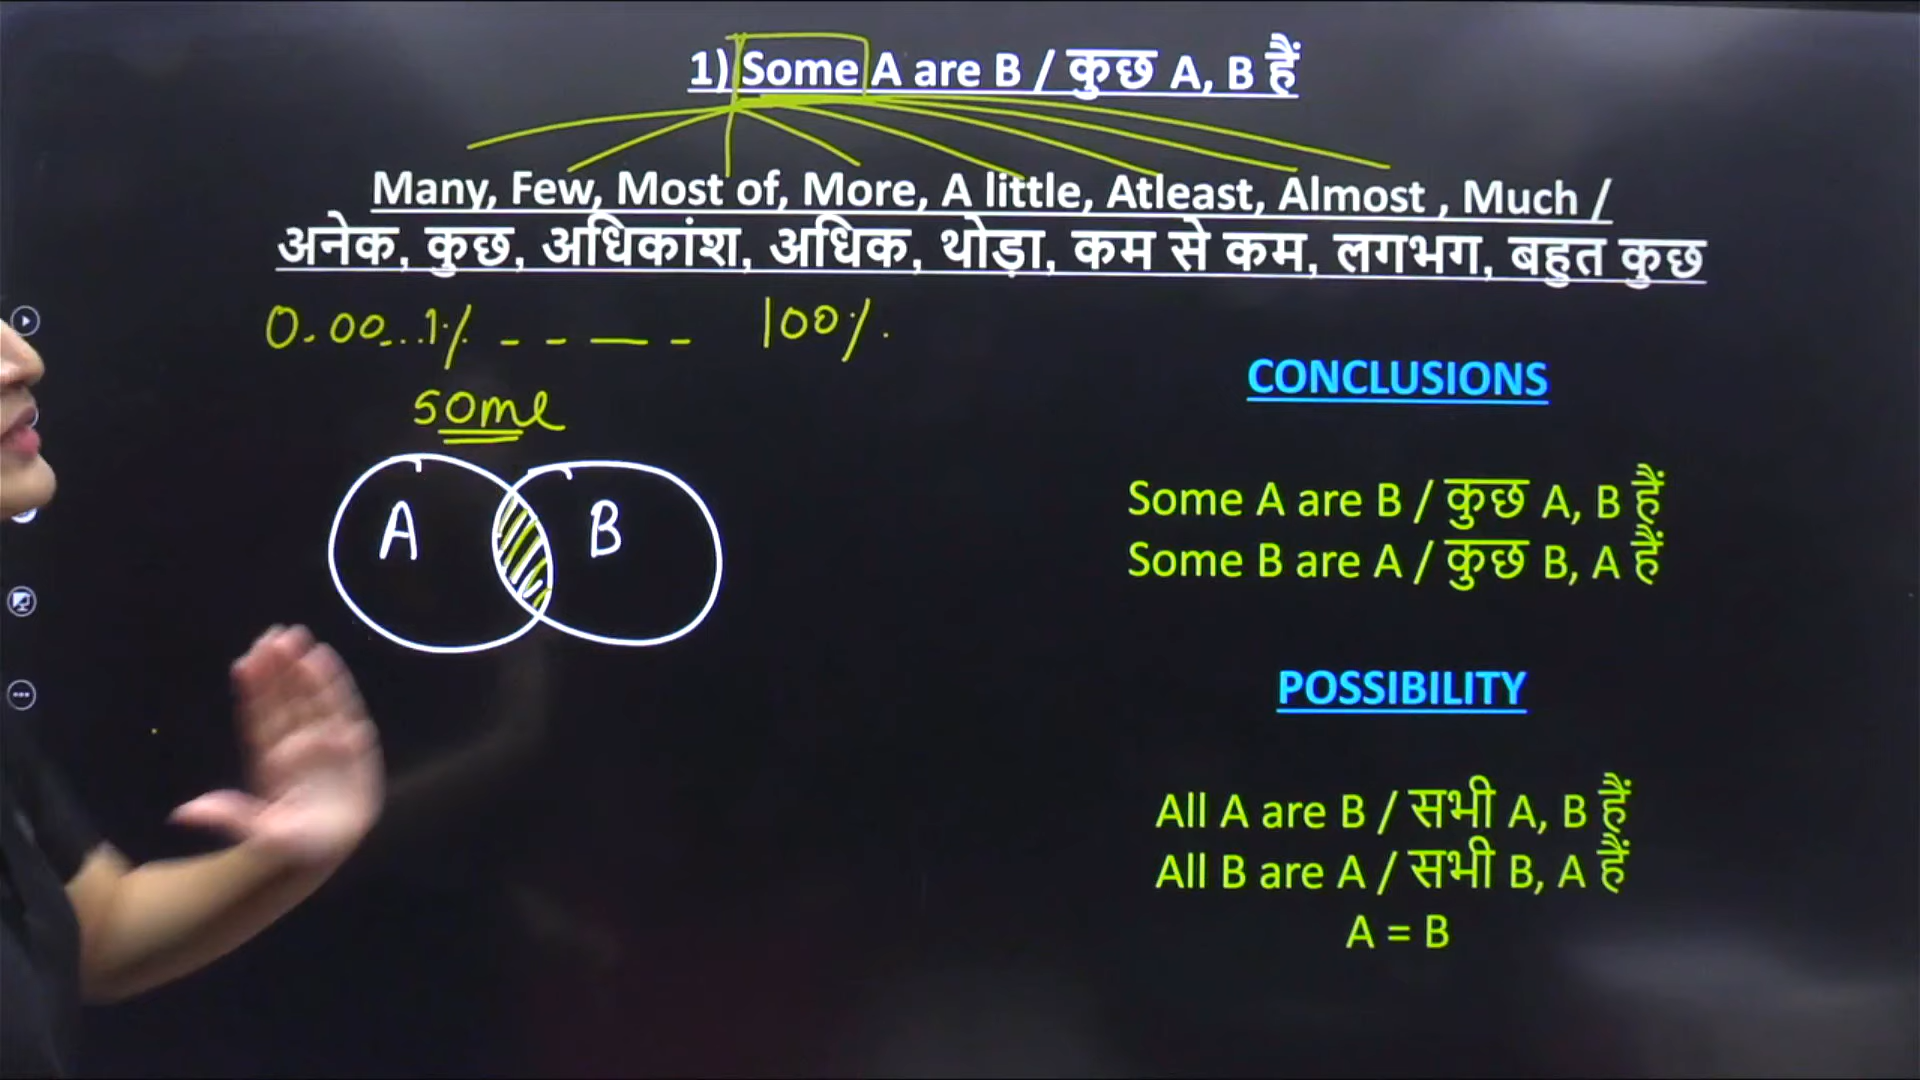 1) Some A are B / कुछ A, B हैं
Many, Few, Most of, More, A little, Atleast, Almost , Much /
अनेक, कुछ, अधिकांश, अधिक, थोड़ा, कम से कम, लगभग, बहुत कुछ
0.00...1% - - — - 100%.
some
A B
CONCLUSIONS
Some A are B / कुछ A, B हैं
Some B are A / कुछ B, A हैं
POSSIBILITY
All A are B / सभी A, B हैं
All B are A / सभी B, A हैं
A = B